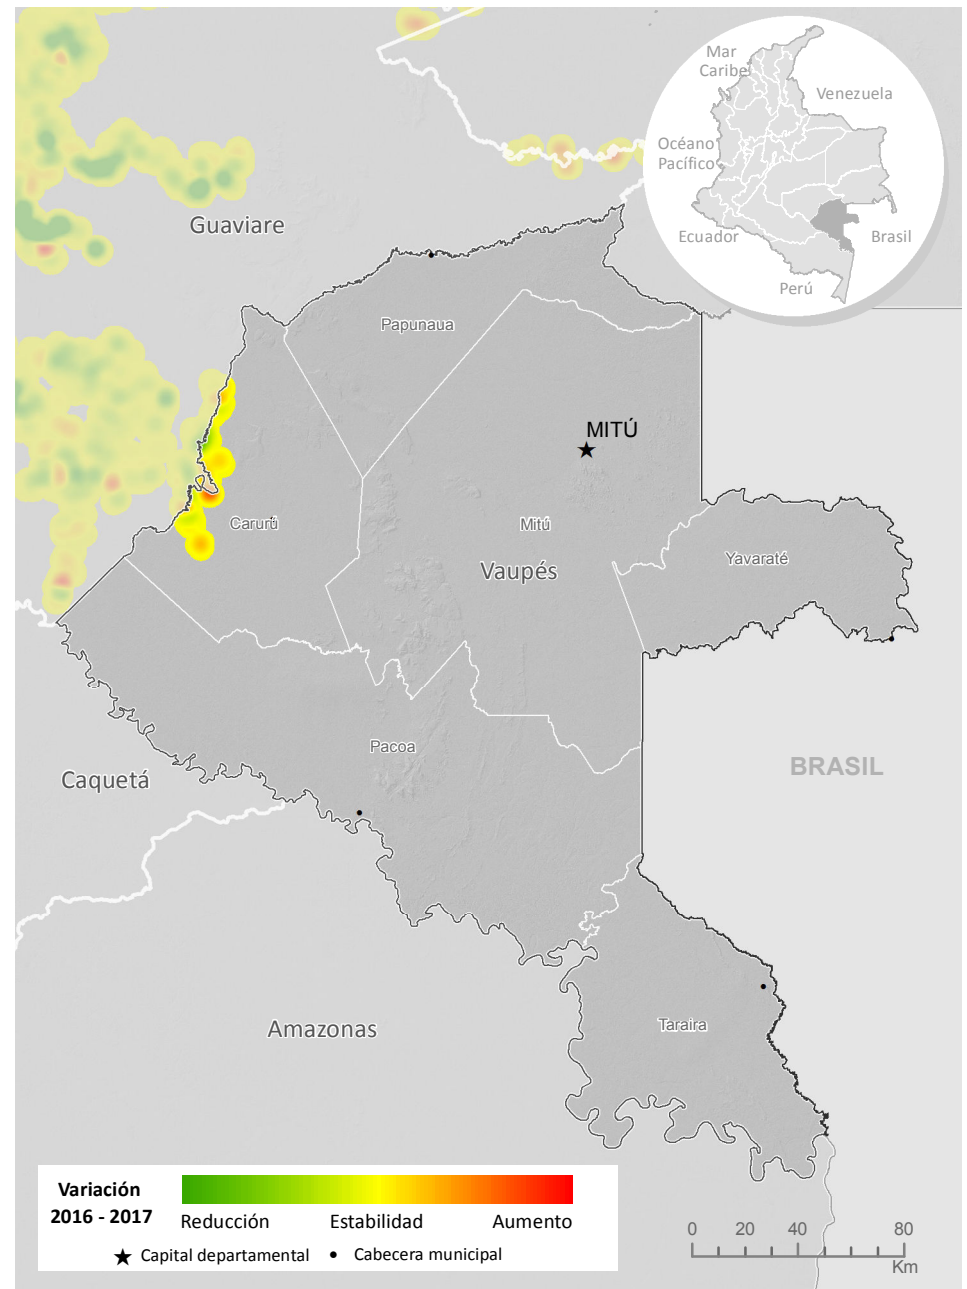 Mar
Caribe
Venezuela
Océano
Pacífico
Ecuador
Brasil
Perú
Guaviare
Papunaua
MITÚ
Carurú
Mitú
Vaupés
Yavaraté
Pacoa
Caquetá
BRASIL
Amazonas
Taraira
Variación
2016 - 2017
Reducción Estabilidad Aumento
Capital departamental Cabecera municipal
0 20 40 80
Km